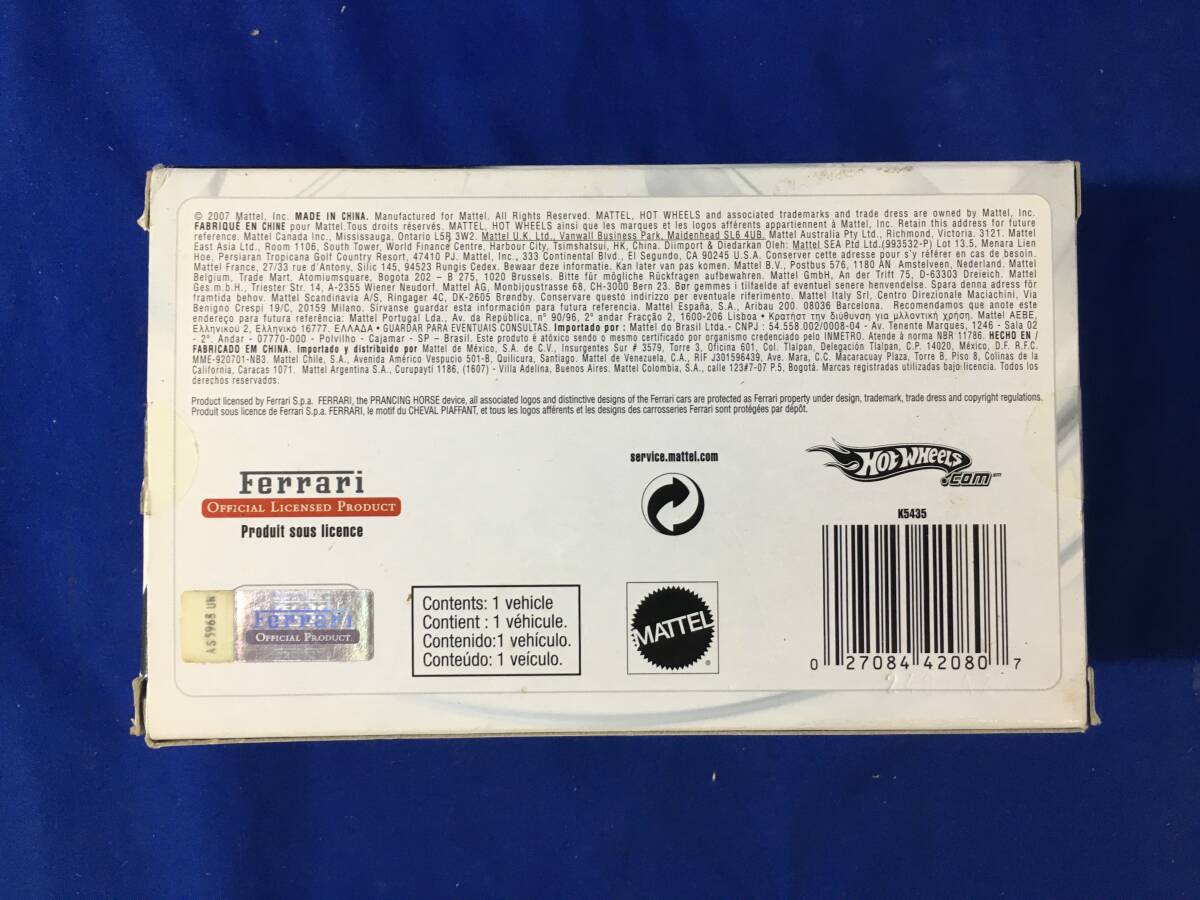 © 2007 Mattel, Inc. MADE IN CHINA. Manufactured for Mattel. All Rights Reserved. MATTEL, HOT WHEELS and associated trademarks and trade dress are owned by Mattel, Inc.
FABRIQUÉ EN CHINE pour Mattel.Tous droits réservés. MATTEL, HOT WHEELS ainsi que les marques et les logos afférents appartiennent à Mattel, Inc. Retain this address for future
reference. Mattel Canada Inc., Mississauga, Ontario L5R 3W2. Mattel U.K. Ltd., Vanwall Business Park, Maidenhead SL6 4UB. Mattel Australia Pty Ltd., Richmond, Victoria. 3121. Mattel
East Asia Ltd., Room 1106, South Tower, World Finance Centre, Harbour City, Tsimshatsui, HK, China. Diimport & Diedarkan Oleh: Mattel SEA Ptd Ltd.(993532-P) Lot 13.5, Menara Lien
Hoe, Persiaran Tropicana Golf Country Resort, 47410 PJ. Mattel, Inc., 333 Continental Blvd., El Segundo, CA 90245 U.S.A. Conserver cette adresse pour s'y référer en cas de besoin.
Mattel France, 27/33 rue d'Antony, Silic 145, 94523 Rungis Cedex. Bewaar deze informatie. Kan later van pas komen. Mattel B.V., Postbus 576, 1180 AN Amstelveen, Nederland. Mattel
Belgium, Trade Mart, Atomiumsquare, Bogota 202 – B 275, 1020 Brussels. Bitte für mögliche Rückfragen aufbewahren. Mattel GmbH, An der Trift 75, D-63303 Dreieich. Mattel
Ges.m.b.H., Triester Str. 14, A-2355 Wiener Neudorf. Mattel AG, Monbijoustrasse 68, CH-3000 Bern 23. Bør gemmes i tilfaelde af eventuel senere henvendelse. Spara denna adress för
framtida behov. Mattel Scandinavia A/S, Ringager 4C, DK-2605 Brøndby. Conservare questo indirizzo per eventuale riferimento. Mattel Italy Srl, Centro Direzionale Maciachini, Via
Benigno Crespi 19/C, 20159 Milano. Sírvanse guardar esta información para futura referencia. Mattel España, S.A., Aribau 200. 08036 Barcelona. Recomendamos que anote este
endereço para futura referência: Mattel Portugal Lda., Av. da República, nº 90/96, 2º andar Fracção 2, 1600-206 Lisboa • Κρατήστ την διύθυνση για μλλοντική χρήση. Mattel AEBE,
Ελληνικού 2, Ελληνικό 16777. ΕΛΛΑΔΑ • GUARDAR PARA EVENTUAIS CONSULTAS. Importado por : Mattel do Brasil Ltda.- CNPJ : 54.558.002/0008-04 - Av. Tenente Marques, 1246 - Sala 02
- 2º. Andar - 07770-000 - Polvilho - Cajamar - SP – Brasil. Este produto é atóxico sendo o mesmo certificado por organismo credenciado pelo INMETRO. Atende à norma NBR 11786. HECHO EN /
FABRICADO EM CHINA. Importado y distribuido por Mattel de México, S.A. de C.V., Insurgentes Sur # 3579, Torre 3, Oficina 601, Col. Tlalpan, Delegación Tlalpan, C.P. 14020, México, D.F. R.F.C.
MME-920701-NB3. Mattel Chile, S.A., Avenida Américo Vespucio 501-B, Quilicura, Santiago. Mattel de Venezuela, C.A., RIF J301596439, Ave. Mara, C.C. Macaracuay Plaza, Torre B, Piso 8, Colinas de la
California, Caracas 1071. Mattel Argentina S.A., Curupaytí 1186, (1607) - Villa Adelina, Buenos Aires. Mattel Colombia, S.A., calle 123#7-07 P.5, Bogotá. Marcas registradas utilizadas bajo licencia. Todos los
derechos reservados.
Product licensed by Ferrari S.p.a. FERRARI, the PRANCING HORSE device, all associated logos and distinctive designs of the Ferrari cars are protected as Ferrari property under design, trademark, trade dress and copyright regulations.
Produit sous licence de Ferrari S.p.a. FERRARI, le motif du CHEVAL PIAFFANT, et tous les logos afférents et les designs des carrosseries Ferrari sont protégées par dépôt.
Ferrari
OFFICIAL LICENSED PRODUCT
Produit sous licence
service.mattel.com
HOT WHEELS
.com
K5435
AS 5968 UN
Ferrari
OFFICIAL PRODUCT
Contents: 1 vehicle
Contient : 1 véhicule.
Contenido: 1 vehículo.
Conteúdo: 1 veículo.
MATTEL
0 27084 42080 7